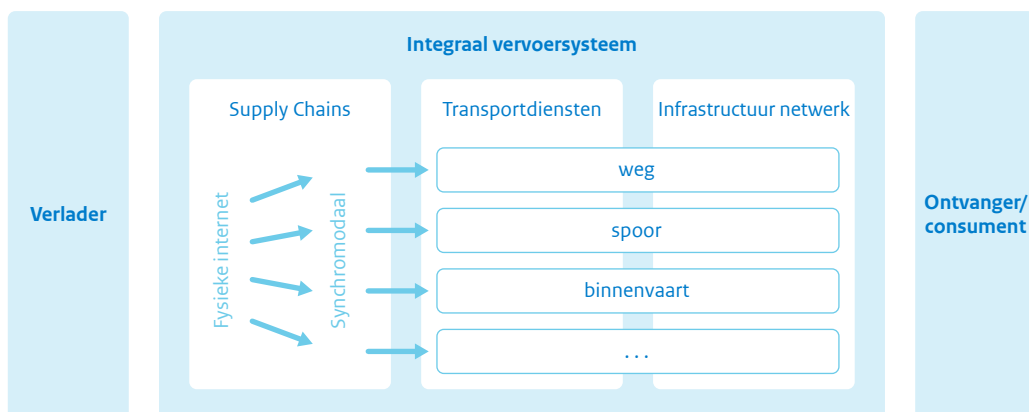 Integraal vervoersysteem
Verlader
Supply Chains
Fysieke internet
Synchromodaal
Transportdiensten
Infrastructuur netwerk
weg
spoor
binnenvaart
...
Ontvanger/
consument